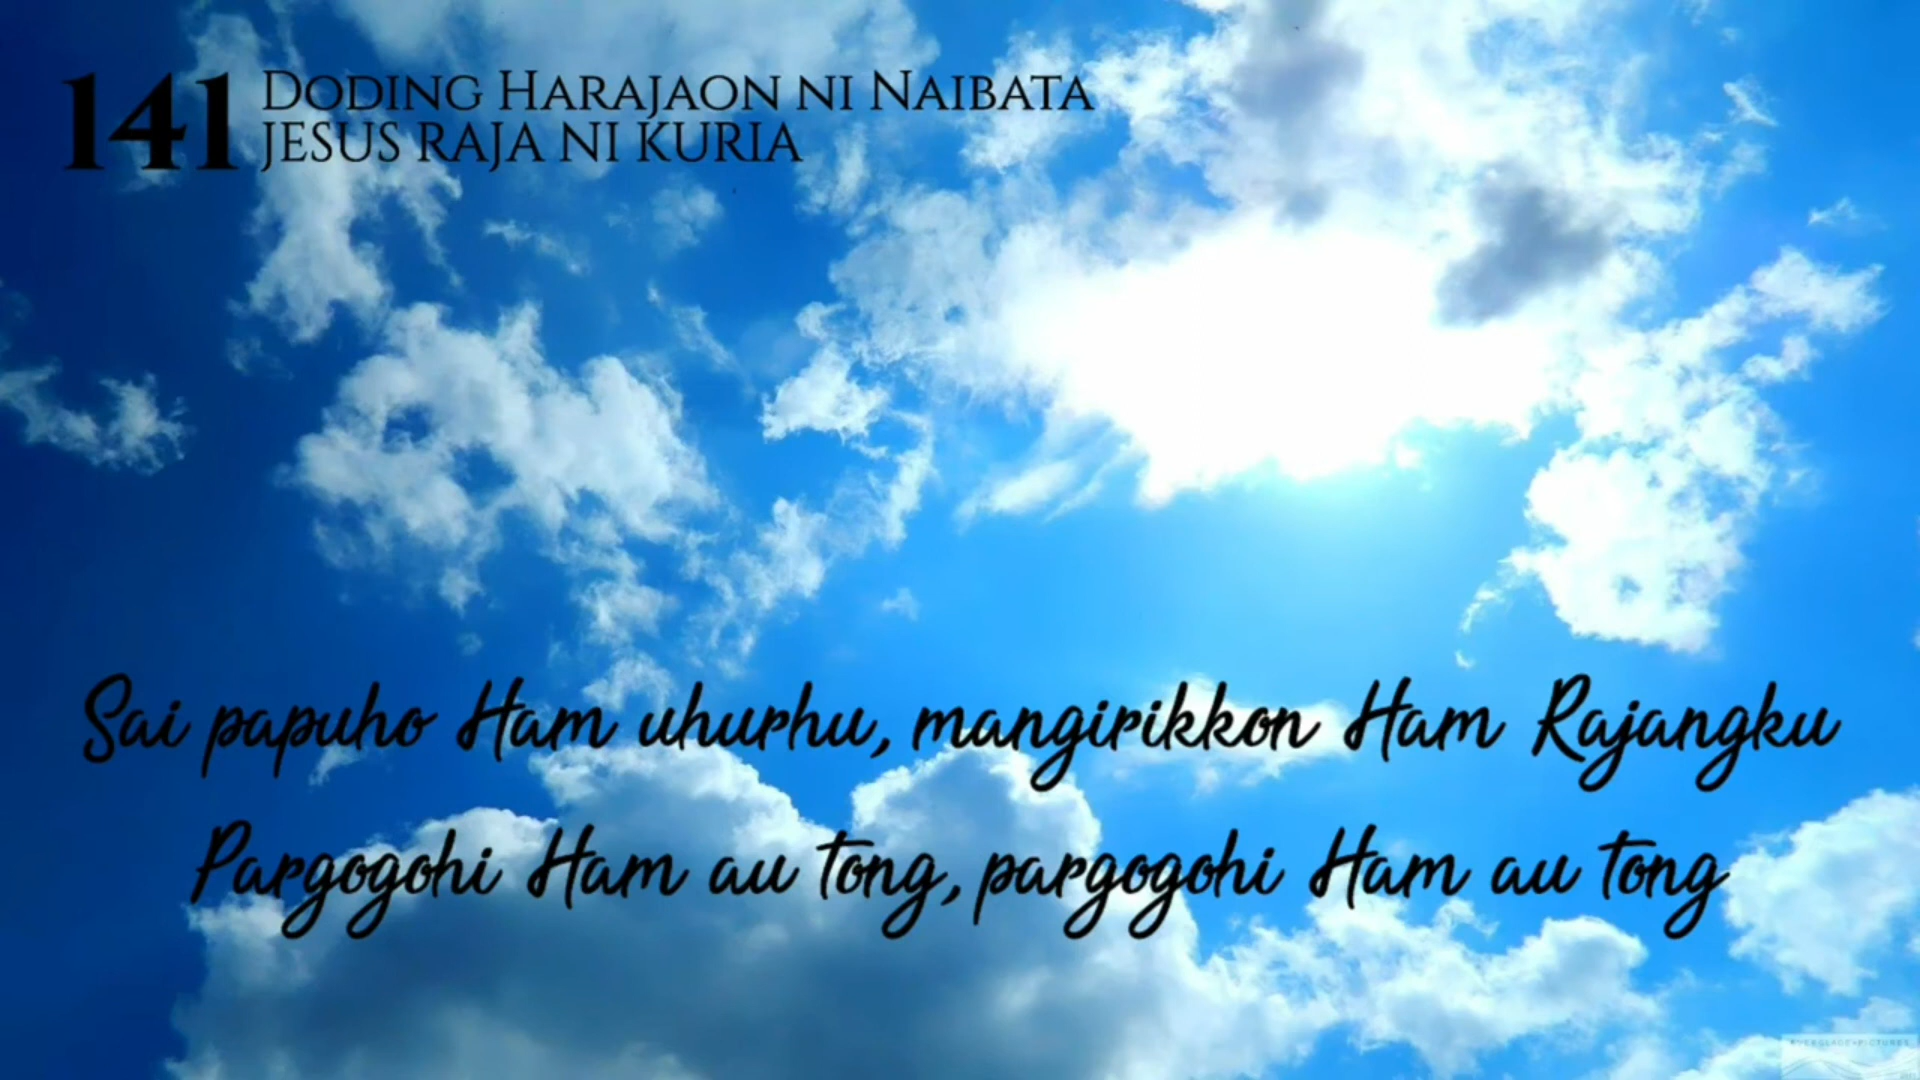 141 DODING HARAJAON NI NAIBATA
JESUS RAJA NI KURIA
Sai papuho Ham uhurhu, mangirikkon Ham Rajangku
Pargogohi Ham au tong, pargogohi Ham au tong